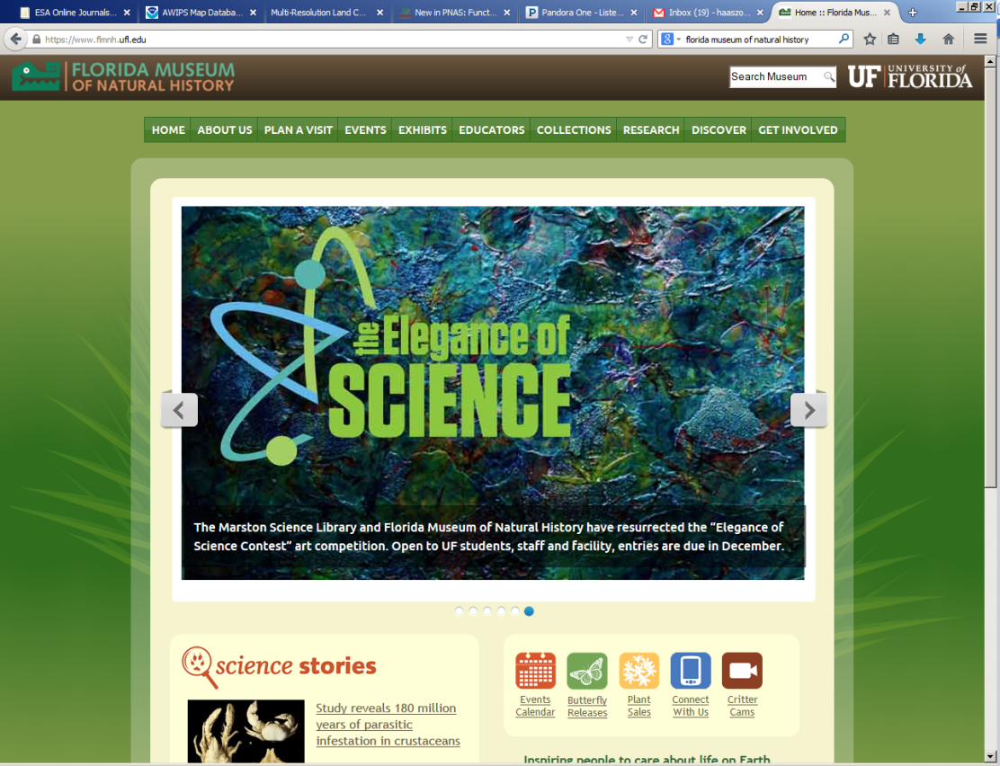 ESA Online Journals...
AWIPS Map Databa...
Multi-Resolution Land C...
New in PNAS: Funct...
Pandora One - Liste...
Inbox (19) - haaszo...
Home :: Florida Mus...
https://www.flmnh.ufl.edu
florida museum of natural history
FLORIDA MUSEUM
OF NATURAL HISTORY
Search Museum
UF UNIVERSITY of
FLORIDA
HOME ABOUT US PLAN A VISIT EVENTS EXHIBITS EDUCATORS COLLECTIONS RESEARCH DISCOVER GET INVOLVED
the Elegance of
SCIENCE
The Marston Science Library and Florida Museum of Natural History have resurrected the “Elegance of
Science Contest” art competition. Open to UF students, staff and facility, entries are due in December.
science stories
Study reveals 180 million
years of parasitic
infestation in crustaceans
Events
Calendar
Butterfly
Releases
Plant
Sales
Connect
With Us
Critter
Cams
Inspiring people to care about life on Earth